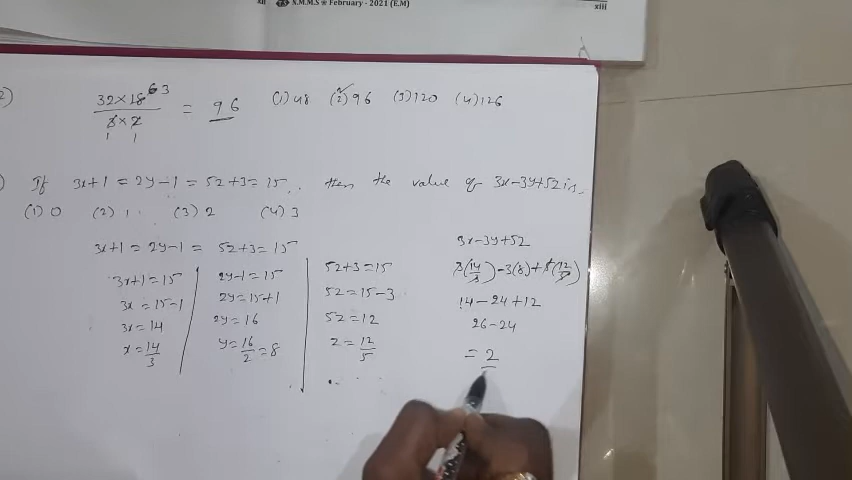 xii N.M.M.S ❀ February - 2021 (E.M) xiii
2) 32×18 63 / 3×2 = 96 (1) 48 (2) 96 (3) 120 (4) 126
1 1
) If 3x+1 = 2y-1 = 5z+3 = 15, then the value of 3x-3y+5z is,
(1) 0 (2) 1 (3) 2 (4) 3
3x+1 = 2y-1 = 5z+3 = 15
3x+1=15
3x = 15-1
3x = 14
x = 14/3
2y-1=15
2y=15+1
2y=16
y=16/2=8
5z+3=15
5z=15-3
5z=12
z=12/5
3x-3y+5z
3(14/3)-3(8)+5(12/5)
14-24+12
26-24
=2